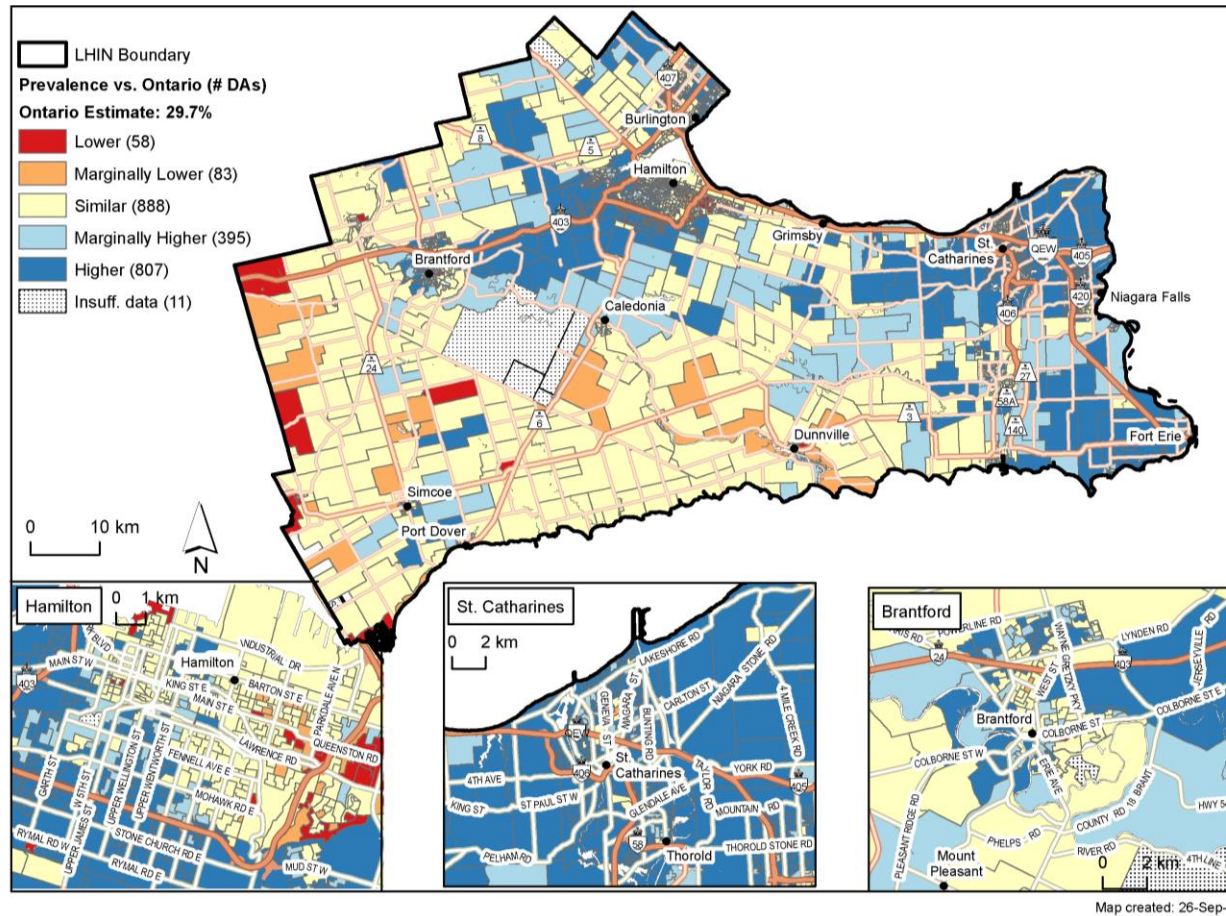 LHIN Boundary
Prevalence vs. Ontario (# DAs)
Ontario Estimate: 29.7%
Lower (58)
Marginally Lower (83)
Similar (888)
Marginally Higher (395)
Higher (807)
Insuff. data (11)
407
Burlington
8
5
Hamilton
403
Grimsby
St. Catharines
QEW
405
Brantford
420
Niagara Falls
Caledonia
406
24
27
58A
6
3
140
Dunnville
Fort Erie
Simcoe
Port Dover
0 10 km
N
Hamilton
0 1 km
MAIN ST W
403
Hamilton
KING ST E
MAIN ST E
BARTON ST E
PARKDALE AVE N
QUEENSTON RD
LAWRENCE RD
FENNELL AVE E
MOHAWK RD E
GARTH ST
W 5TH ST
UPPER JAMES ST
UPPER WELLINGTON ST
UPPER WENTWORTH ST
STONE CHURCH RD E
RYMAL RD W
RYMAL RD E
MUD ST W
St. Catharines
0 2 km
LAKESHORE RD
GENEVA ST
NIAGARA ST
BUNTING RD
CARLTON ST
NIAGARA STONE RD
4 MILE CREEK RD
QEW
406
St. Catharines
4TH AVE
KING ST
ST PAUL ST W
GLENDALE AVE
TAYLOR RD
YORK RD
405
MOUNTAIN RD
58
PELHAM RD
Thorold
THOROLD STONE RD
Brantford
POWERLINE RD
24
WEST ST
WAYNE GRETZKY PKY
LYNDEN RD
403
JERSEYVILLE RD
COLBORNE ST E
Brantford
COLBORNE ST
COLBORNE ST W
ERIE AVE
COUNTY RD 18 BRANT
PHELPS RD
PLEASANT RIDGE RD
RIVER RD
4TH LINE
Mount Pleasant
0 2 km
Map created: 26-Sep-